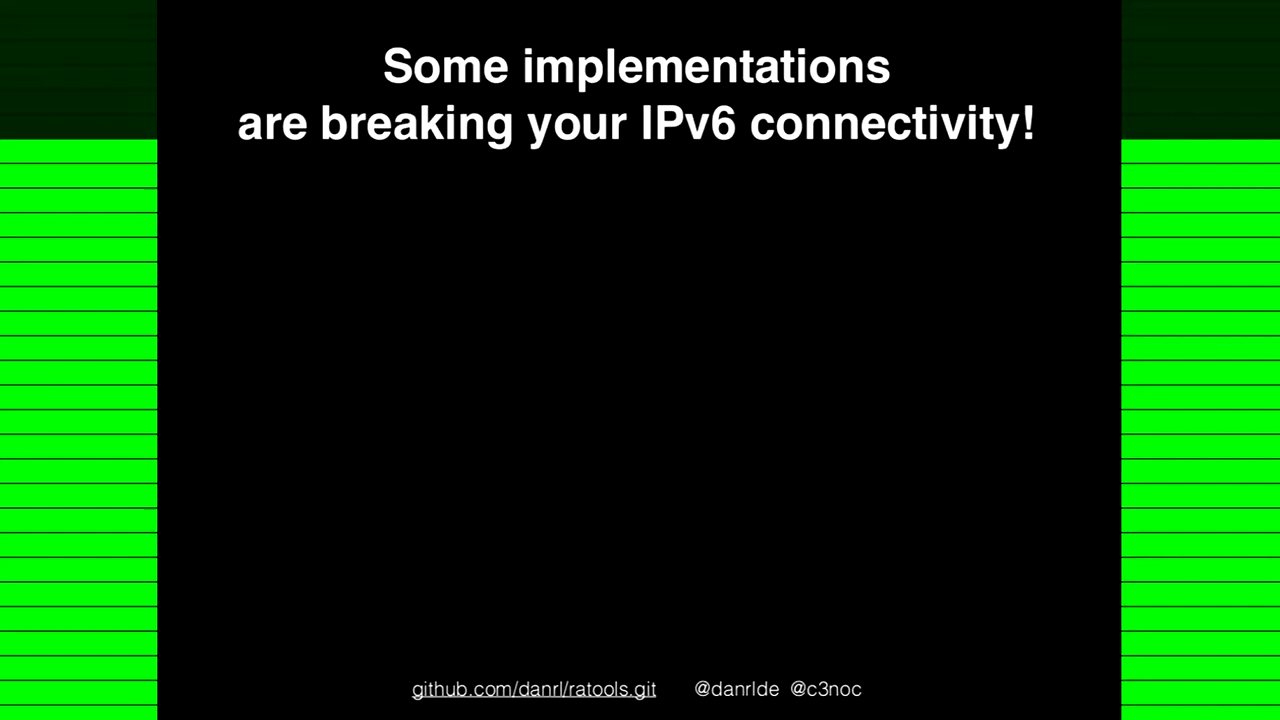 Some implementations
are breaking your IPv6 connectivity!
github.com/danrl/ratools.git @danrlde @c3noc